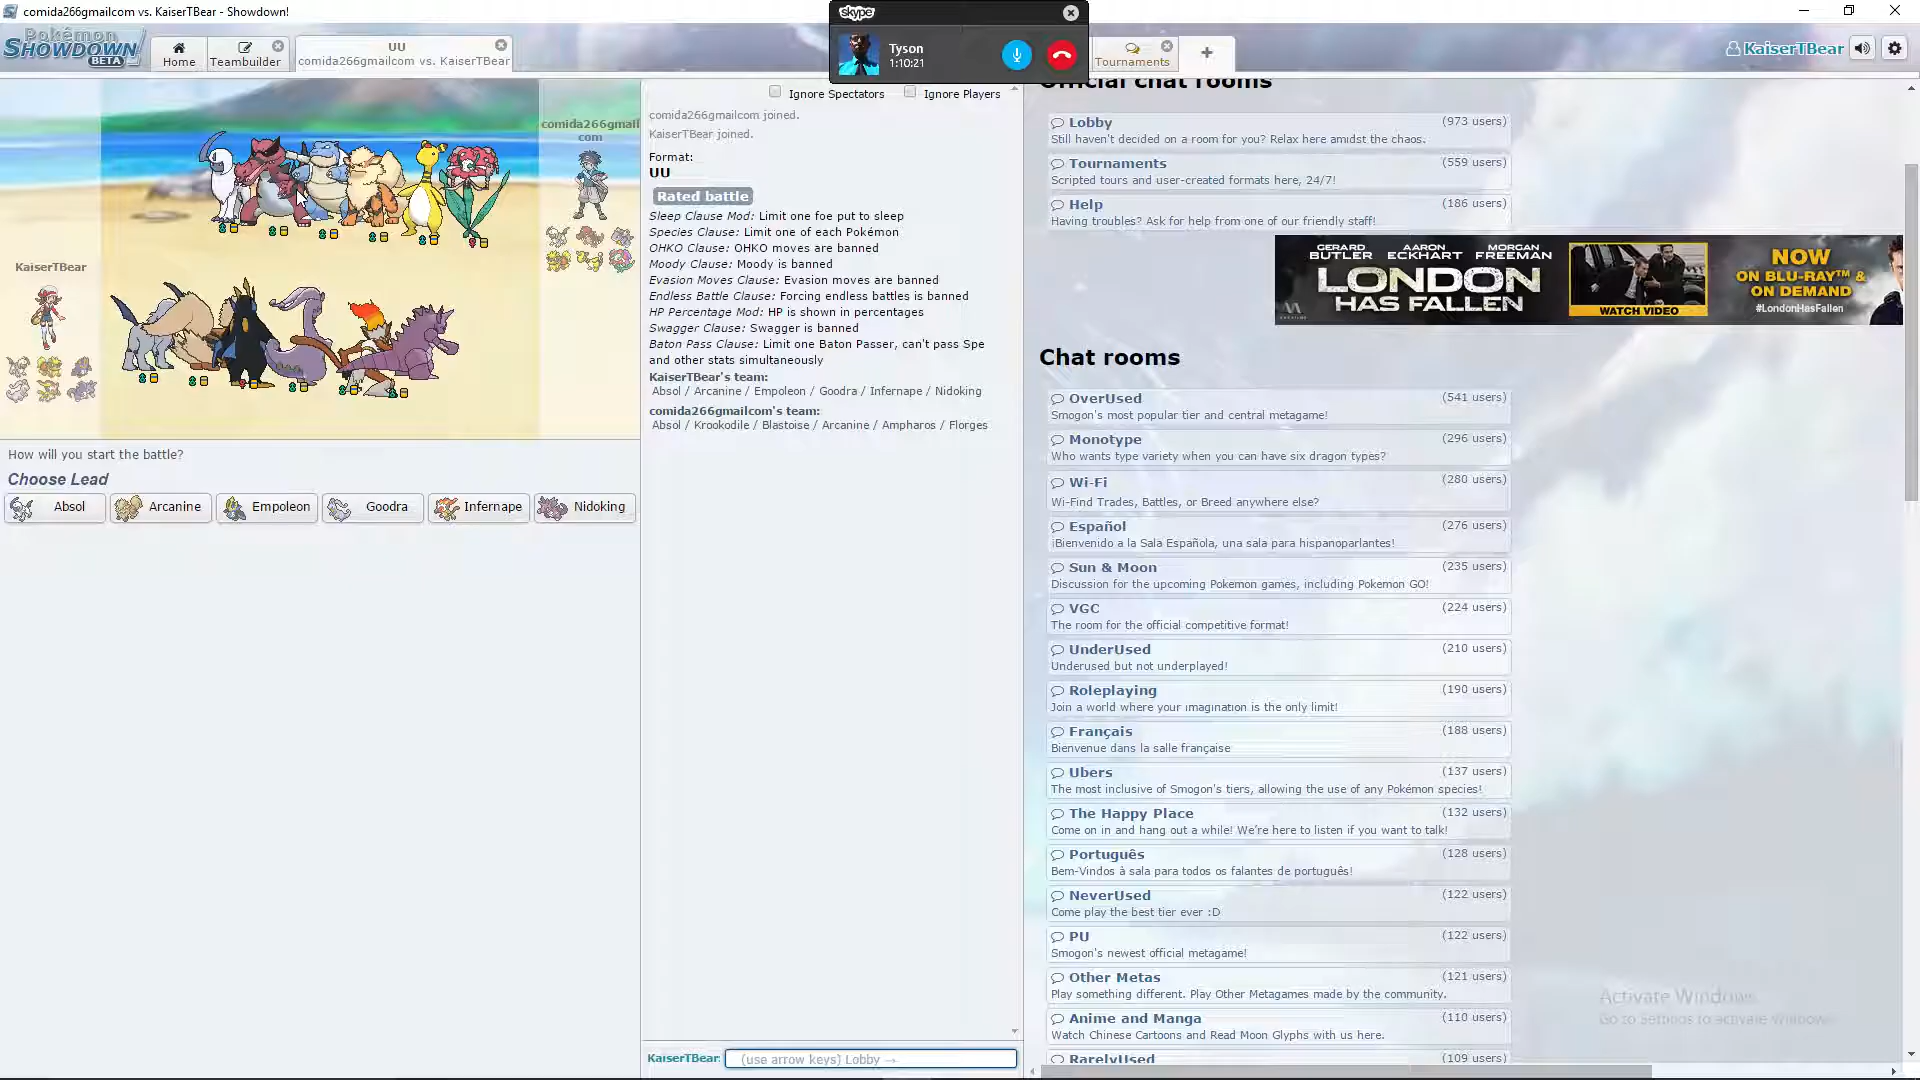 comida266gmailcom vs. KaiserTBear - Showdown!
Pokémon
SHOWDOWN
BETA
Home
Teambuilder
UU
comida266gmailcom vs. KaiserTBear
skype
Tyson
1:10:21
Tournaments
KaiserTBear
comida266gmail
com
KaiserTBear
How will you start the battle?
Choose Lead
Absol
Arcanine
Empoleon
Goodra
Infernape
Nidoking
Ignore Spectators
Ignore Players
comida266gmailcom joined.
KaiserTBear joined.
Format:
UU
Rated battle
Sleep Clause Mod: Limit one foe put to sleep
Species Clause: Limit one of each Pokémon
OHKO Clause: OHKO moves are banned
Moody Clause: Moody is banned
Evasion Moves Clause: Evasion moves are banned
Endless Battle Clause: Forcing endless battles is banned
HP Percentage Mod: HP is shown in percentages
Swagger Clause: Swagger is banned
Baton Pass Clause: Limit one Baton Passer, can't pass Spe
and other stats simultaneously
KaiserTBear's team:
Absol / Arcanine / Empoleon / Goodra / Infernape / Nidoking
comida266gmailcom's team:
Absol / Krookodile / Blastoise / Arcanine / Ampharos / Florges
KaiserTBear:
(use arrow keys) Lobby →
Official chat rooms
Lobby
(973 users)
Still haven't decided on a room for you? Relax here amidst the chaos.
Tournaments
(559 users)
Scripted tours and user-created formats here, 24/7!
Help
(186 users)
Having troubles? Ask for help from one of our friendly staff!
GERARD BUTLER
AARON ECKHART
MORGAN FREEMAN
LONDON
HAS FALLEN
WATCH VIDEO
NOW
ON BLU-RAY™ &
ON DEMAND
#LondonHasFallen
Chat rooms
OverUsed
(541 users)
Smogon's most popular tier and central metagame!
Monotype
(296 users)
Who wants type variety when you can have six dragon types?
Wi-Fi
(280 users)
Wi-Find Trades, Battles, or Breed anywhere else?
Español
(276 users)
¡Bienvenido a la Sala Española, una sala para hispanoparlantes!
Sun & Moon
(235 users)
Discussion for the upcoming Pokemon games, including Pokemon GO!
VGC
(224 users)
The room for the official competitive format!
UnderUsed
(210 users)
Underused but not underplayed!
Roleplaying
(190 users)
Join a world where your imagination is the only limit!
Français
(188 users)
Bienvenue dans la salle française
Ubers
(137 users)
The most inclusive of Smogon's tiers, allowing the use of any Pokémon species!
The Happy Place
(132 users)
Come on in and hang out a while! We're here to listen if you want to talk!
Português
(128 users)
Bem-Vindos à sala para todos os falantes de português!
NeverUsed
(122 users)
Come play the best tier ever :D
PU
(122 users)
Smogon's newest official metagame!
Other Metas
(121 users)
Play something different. Play Other Metagames made by the community.
Anime and Manga
(110 users)
Watch Chinese Cartoons and Read Moon Glyphs with us here.
RarelyUsed
(109 users)
Activate Windows
Go to Settings to activate Windows.